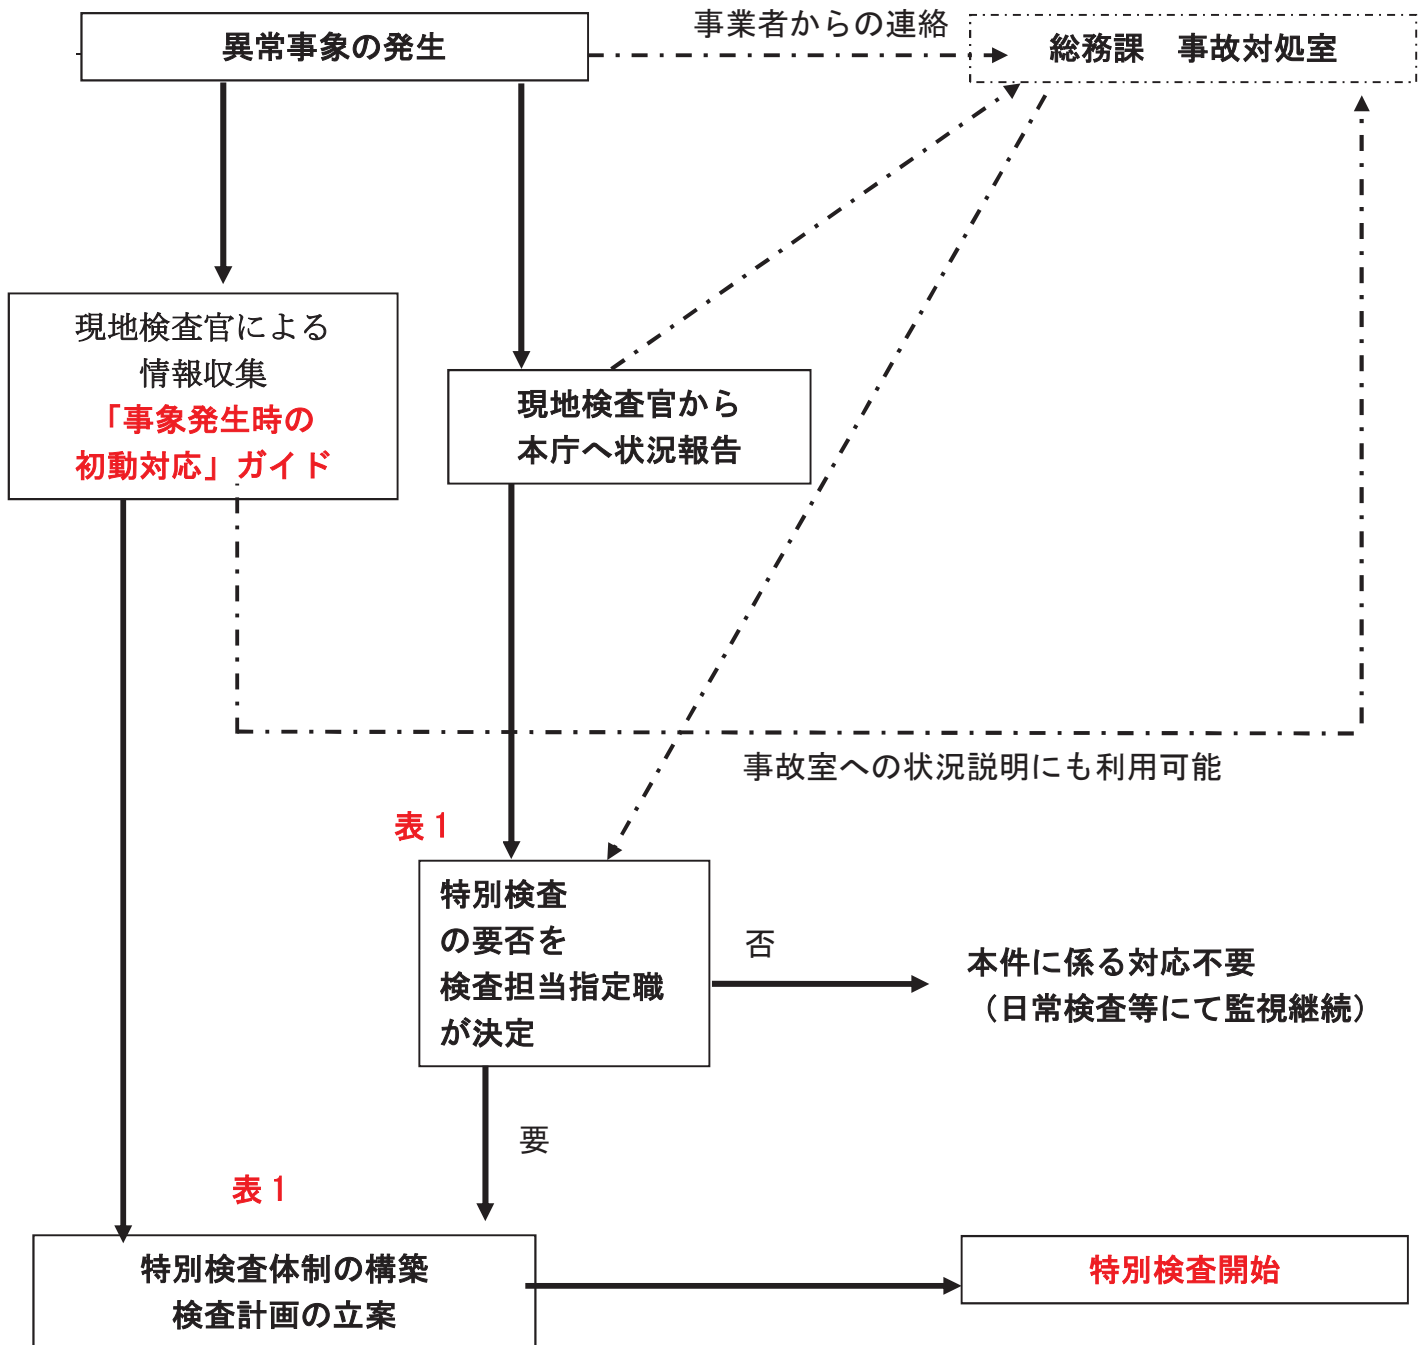 異常事象の発生
事業者からの連絡
総務課　事故対処室
現地検査官による
情報収集
「事象発生時の
初動対応」ガイド
現地検査官から
本庁へ状況報告
事故室への状況説明にも利用可能
表１
特別検査
の要否を
検査担当指定職
が決定
否
本件に係る対応不要
（日常検査等にて監視継続）
要
表１
特別検査体制の構築
検査計画の立案
特別検査開始